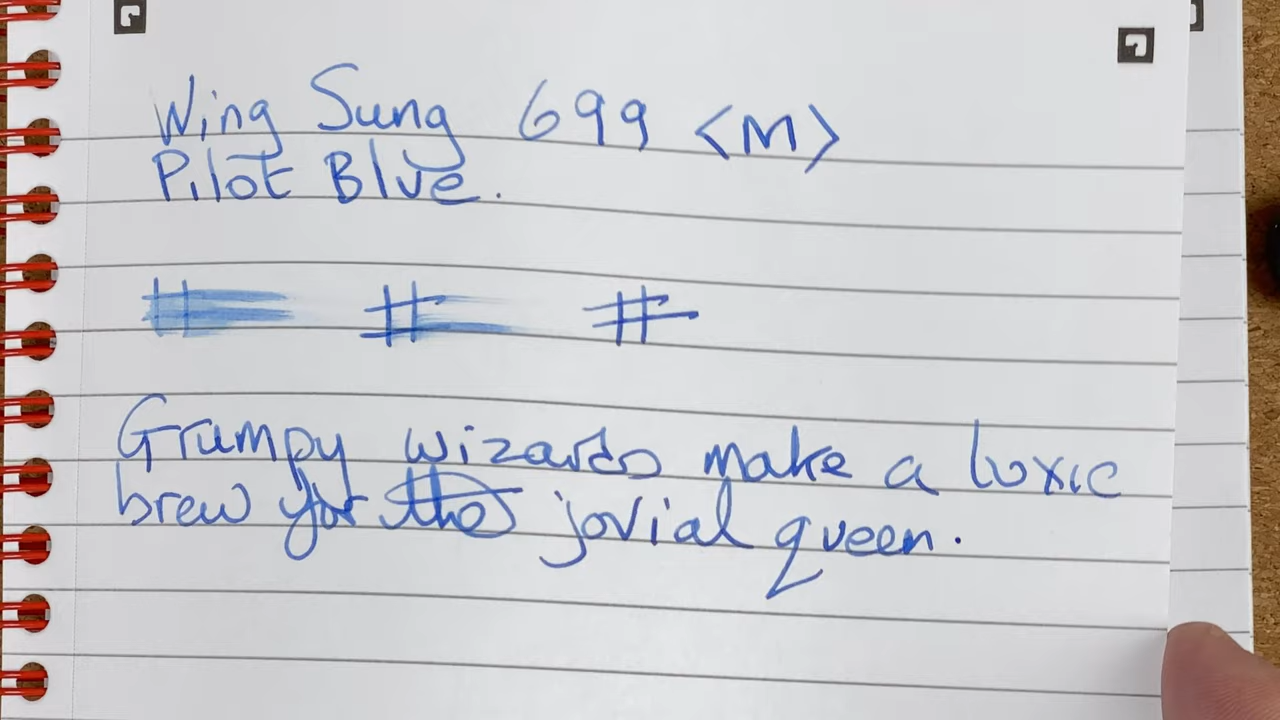 Wing Sung 699 <M>
Pilot Blue.
# # #
Grumpy wizards make a toxic
brew for the jovial queen.